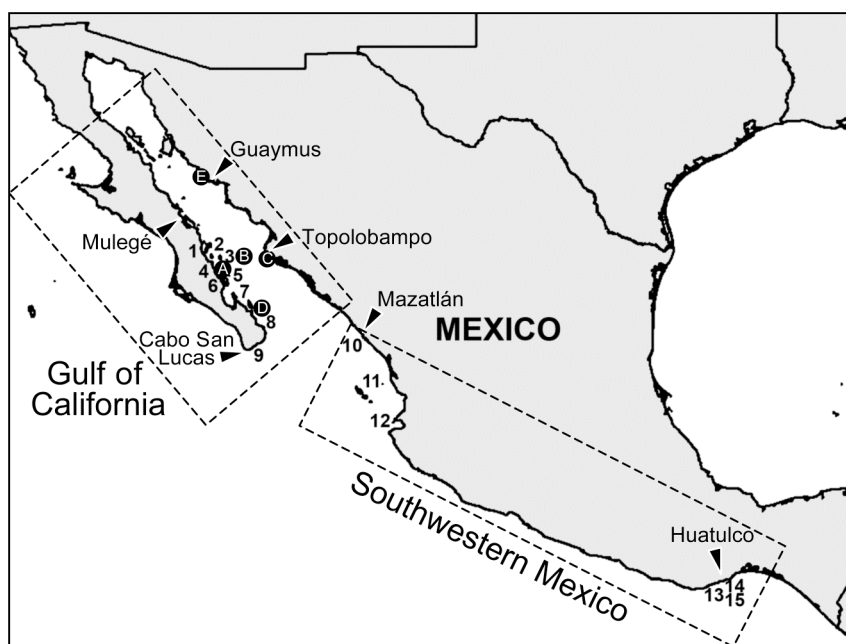 Guaymus
E
Mulegé
Topolobampo
1
2
3
B
C
4
A
5
6
7
D
8
Mazatlán
MEXICO
Cabo San
Lucas
9
10
Gulf of
California
11
12
Southwestern Mexico
Huatulco
13
14
15